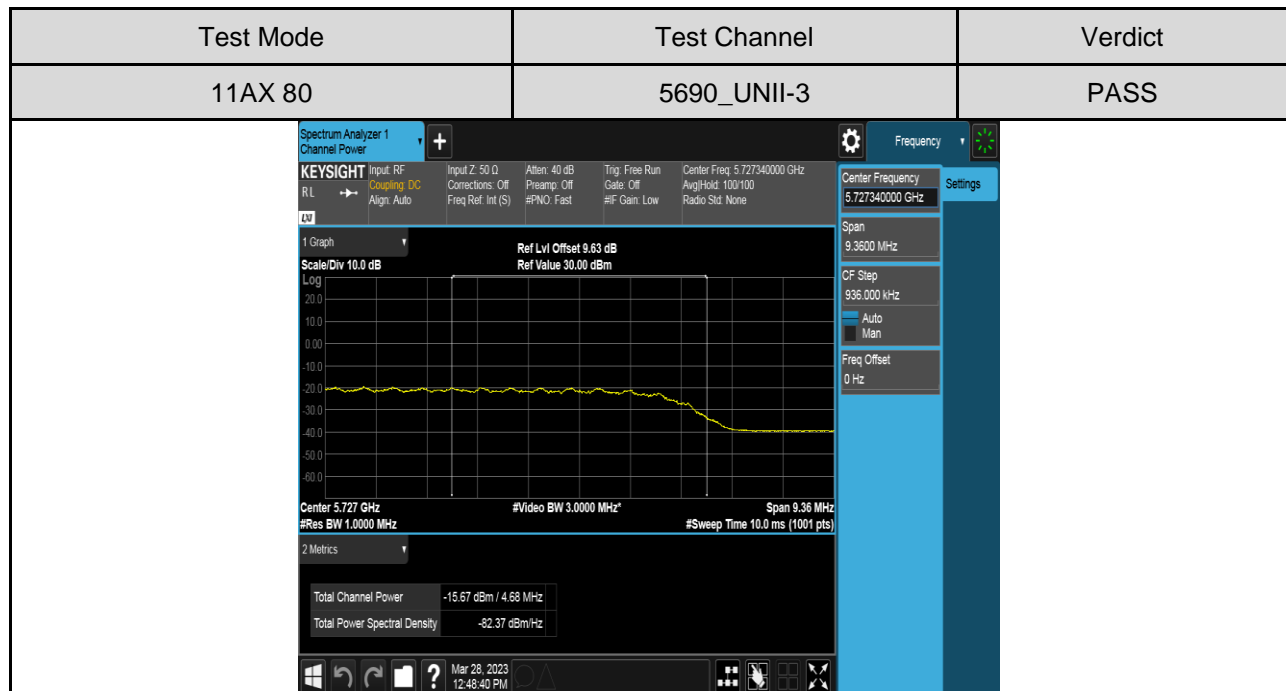 Test Mode Test Channel Verdict
11AX 80 5690_UNII-3 PASS
Spectrum Analyzer 1
Channel Power
+
Frequency
KEYSIGHT Input: RF Input Z: 50 Ω Atten: 40 dB Trig: Free Run Center Freq: 5.727340000 GHz
RL Coupling: DC Corrections: Off Preamp: Off Gate: Off Avg|Hold: 100/100
Align: Auto Freq Ref: Int (S) #PNO: Fast #IF Gain: Low Radio Std: None
LXI
Center Frequency
5.727340000 GHz
Settings
Span
9.3600 MHz
CF Step
936.000 kHz
Auto
Man
Freq Offset
0 Hz
1 Graph
Ref Lvl Offset 9.63 dB
Scale/Div 10.0 dB Ref Value 30.00 dBm
Log
20.0
10.0
0.00
-10.0
-20.0
-30.0
-40.0
-50.0
-60.0
Center 5.727 GHz #Video BW 3.0000 MHz* Span 9.36 MHz
#Res BW 1.0000 MHz #Sweep Time 10.0 ms (1001 pts)
2 Metrics
Total Channel Power -15.67 dBm / 4.68 MHz
Total Power Spectral Density -82.37 dBm/Hz
? Mar 28, 2023
12:48:40 PM